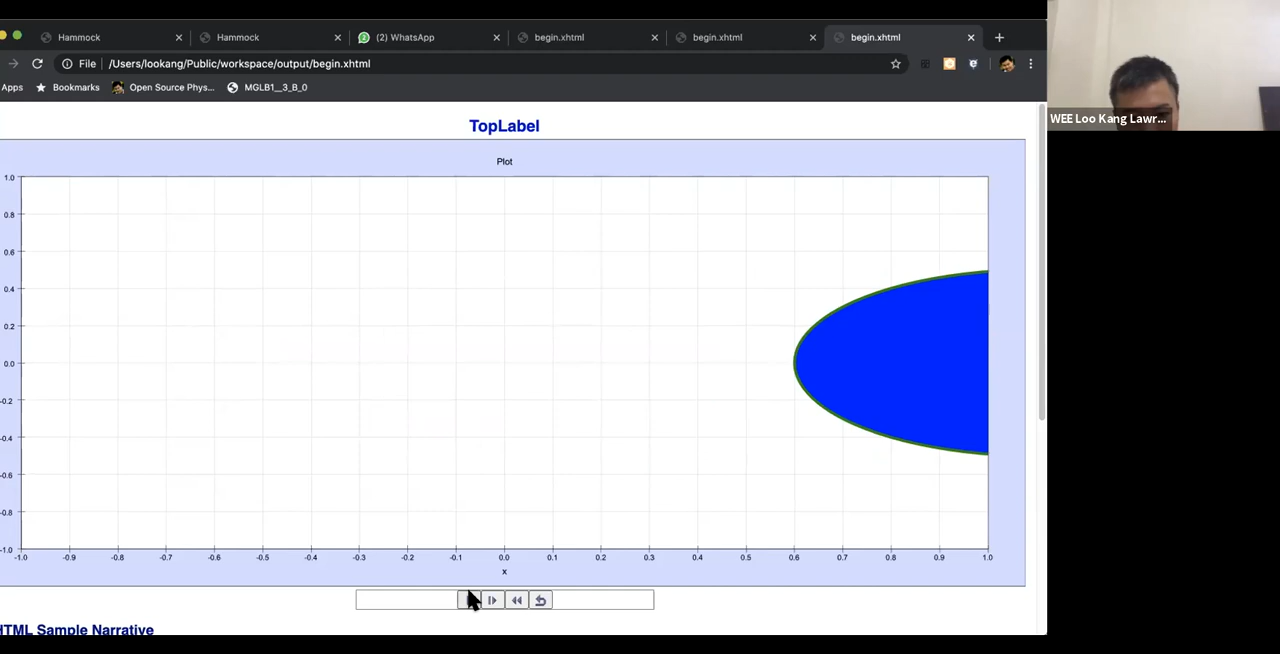 Hammock
Hammock
(2) WhatsApp
begin.xhtml
begin.xhtml
begin.xhtml
File
/Users/lookang/Public/workspace/output/begin.xhtml
Apps
Bookmarks
Open Source Phys...
MGLB1__3_B_0
WEE Loo Kang Lawr...
TopLabel
Plot
1.0
0.8
0.6
0.4
0.2
0.0
-0.2
-0.4
-0.6
-0.8
-1.0
-1.0 -0.9 -0.8 -0.7 -0.6 -0.5 -0.4 -0.3 -0.2 -0.1 0.0 0.1 0.2 0.3 0.4 0.5 0.6 0.7 0.8 0.9 1.0
x
HTML Sample Narrative